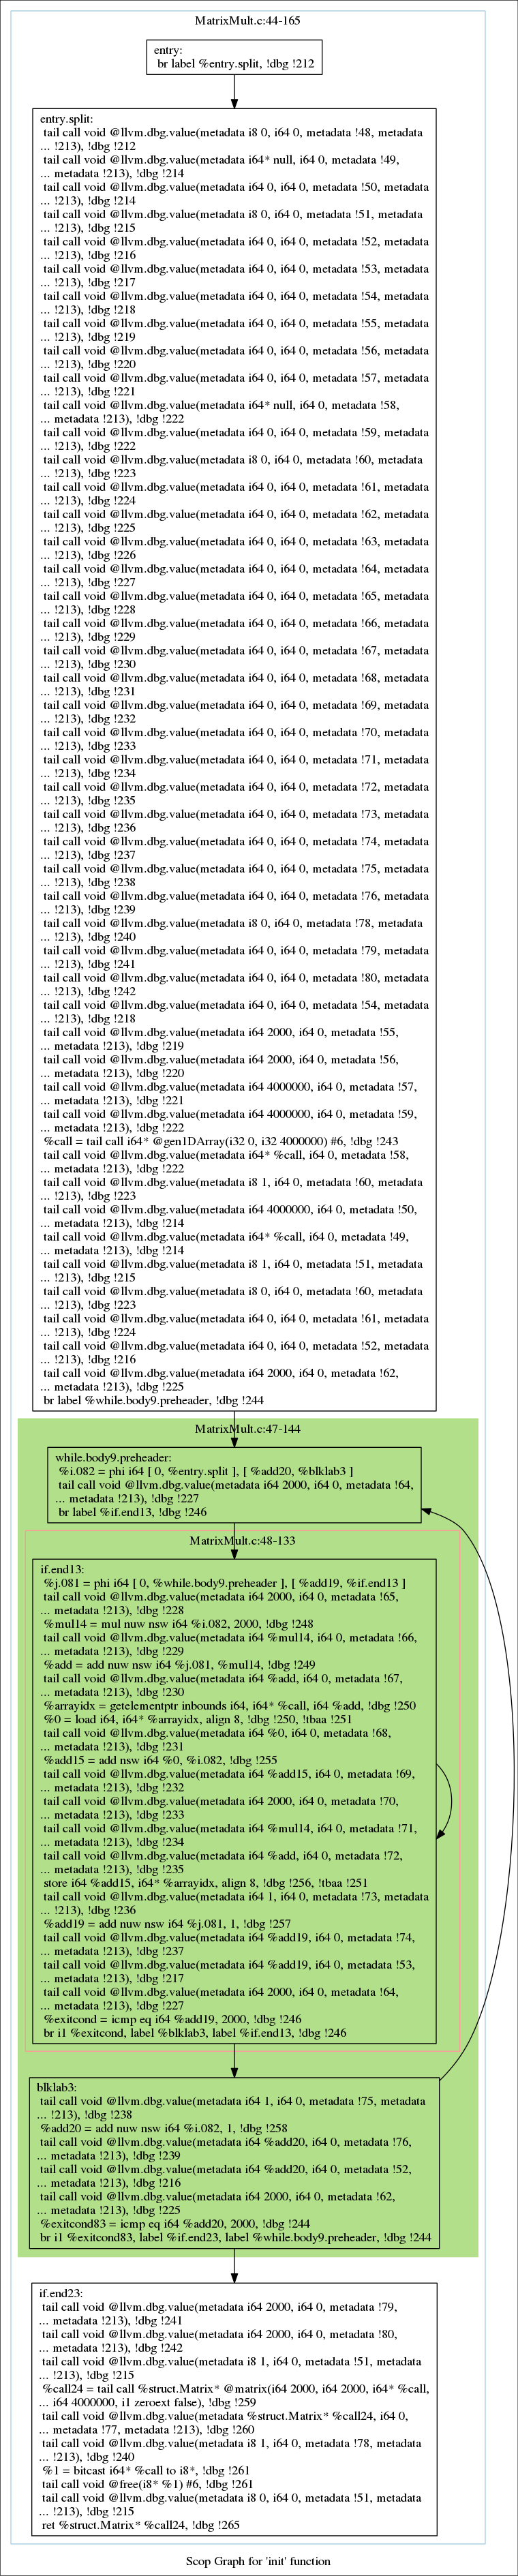 MatrixMult.c:44-165
entry:
br label %entry.split, !dbg !212
entry.split:
tail call void @llvm.dbg.value(metadata i8 0, i64 0, metadata !48, metadata
... !213), !dbg !212
tail call void @llvm.dbg.value(metadata i64* null, i64 0, metadata !49,
... metadata !213), !dbg !214
tail call void @llvm.dbg.value(metadata i64 0, i64 0, metadata !50, metadata
... !213), !dbg !214
tail call void @llvm.dbg.value(metadata i8 0, i64 0, metadata !51, metadata
... !213), !dbg !215
tail call void @llvm.dbg.value(metadata i64 0, i64 0, metadata !52, metadata
... !213), !dbg !216
tail call void @llvm.dbg.value(metadata i64 0, i64 0, metadata !53, metadata
... !213), !dbg !217
tail call void @llvm.dbg.value(metadata i64 0, i64 0, metadata !54, metadata
... !213), !dbg !218
tail call void @llvm.dbg.value(metadata i64 0, i64 0, metadata !55, metadata
... !213), !dbg !219
tail call void @llvm.dbg.value(metadata i64 0, i64 0, metadata !56, metadata
... !213), !dbg !220
tail call void @llvm.dbg.value(metadata i64 0, i64 0, metadata !57, metadata
... !213), !dbg !221
tail call void @llvm.dbg.value(metadata i64* null, i64 0, metadata !58,
... metadata !213), !dbg !222
tail call void @llvm.dbg.value(metadata i64 0, i64 0, metadata !59, metadata
... !213), !dbg !222
tail call void @llvm.dbg.value(metadata i8 0, i64 0, metadata !60, metadata
... !213), !dbg !223
tail call void @llvm.dbg.value(metadata i64 0, i64 0, metadata !61, metadata
... !213), !dbg !224
tail call void @llvm.dbg.value(metadata i64 0, i64 0, metadata !62, metadata
... !213), !dbg !225
tail call void @llvm.dbg.value(metadata i64 0, i64 0, metadata !63, metadata
... !213), !dbg !226
tail call void @llvm.dbg.value(metadata i64 0, i64 0, metadata !64, metadata
... !213), !dbg !227
tail call void @llvm.dbg.value(metadata i64 0, i64 0, metadata !65, metadata
... !213), !dbg !228
tail call void @llvm.dbg.value(metadata i64 0, i64 0, metadata !66, metadata
... !213), !dbg !229
tail call void @llvm.dbg.value(metadata i64 0, i64 0, metadata !67, metadata
... !213), !dbg !230
tail call void @llvm.dbg.value(metadata i64 0, i64 0, metadata !68, metadata
... !213), !dbg !231
tail call void @llvm.dbg.value(metadata i64 0, i64 0, metadata !69, metadata
... !213), !dbg !232
tail call void @llvm.dbg.value(metadata i64 0, i64 0, metadata !70, metadata
... !213), !dbg !233
tail call void @llvm.dbg.value(metadata i64 0, i64 0, metadata !71, metadata
... !213), !dbg !234
tail call void @llvm.dbg.value(metadata i64 0, i64 0, metadata !72, metadata
... !213), !dbg !235
tail call void @llvm.dbg.value(metadata i64 0, i64 0, metadata !73, metadata
... !213), !dbg !236
tail call void @llvm.dbg.value(metadata i64 0, i64 0, metadata !74, metadata
... !213), !dbg !237
tail call void @llvm.dbg.value(metadata i64 0, i64 0, metadata !75, metadata
... !213), !dbg !238
tail call void @llvm.dbg.value(metadata i64 0, i64 0, metadata !76, metadata
... !213), !dbg !239
tail call void @llvm.dbg.value(metadata i8 0, i64 0, metadata !78, metadata
... !213), !dbg !240
tail call void @llvm.dbg.value(metadata i64 0, i64 0, metadata !79, metadata
... !213), !dbg !241
tail call void @llvm.dbg.value(metadata i64 0, i64 0, metadata !80, metadata
... !213), !dbg !242
tail call void @llvm.dbg.value(metadata i64 0, i64 0, metadata !54, metadata
... !213), !dbg !218
tail call void @llvm.dbg.value(metadata i64 2000, i64 0, metadata !55,
... metadata !213), !dbg !219
tail call void @llvm.dbg.value(metadata i64 2000, i64 0, metadata !56,
... metadata !213), !dbg !220
tail call void @llvm.dbg.value(metadata i64 4000000, i64 0, metadata !57,
... metadata !213), !dbg !221
tail call void @llvm.dbg.value(metadata i64 4000000, i64 0, metadata !59,
... metadata !213), !dbg !222
%call = tail call i64* @gen1DArray(i32 0, i32 4000000) #6, !dbg !243
tail call void @llvm.dbg.value(metadata i64* %call, i64 0, metadata !58,
... metadata !213), !dbg !222
tail call void @llvm.dbg.value(metadata i8 1, i64 0, metadata !60, metadata
... !213), !dbg !223
tail call void @llvm.dbg.value(metadata i64 4000000, i64 0, metadata !50,
... metadata !213), !dbg !214
tail call void @llvm.dbg.value(metadata i64* %call, i64 0, metadata !49,
... metadata !213), !dbg !214
tail call void @llvm.dbg.value(metadata i8 1, i64 0, metadata !51, metadata
... !213), !dbg !215
tail call void @llvm.dbg.value(metadata i8 0, i64 0, metadata !60, metadata
... !213), !dbg !223
tail call void @llvm.dbg.value(metadata i64 0, i64 0, metadata !61, metadata
... !213), !dbg !224
tail call void @llvm.dbg.value(metadata i64 0, i64 0, metadata !52, metadata
... !213), !dbg !216
tail call void @llvm.dbg.value(metadata i64 2000, i64 0, metadata !62,
... metadata !213), !dbg !225
br label %while.body9.preheader, !dbg !244
MatrixMult.c:47-144
while.body9.preheader:
%i.082 = phi i64 [ 0, %entry.split ], [ %add20, %blklab3 ]
tail call void @llvm.dbg.value(metadata i64 2000, i64 0, metadata !64,
... metadata !213), !dbg !227
br label %if.end13, !dbg !246
MatrixMult.c:48-133
if.end13:
%j.081 = phi i64 [ 0, %while.body9.preheader ], [ %add19, %if.end13 ]
tail call void @llvm.dbg.value(metadata i64 2000, i64 0, metadata !65,
... metadata !213), !dbg !228
%mul14 = mul nuw nsw i64 %i.082, 2000, !dbg !248
tail call void @llvm.dbg.value(metadata i64 %mul14, i64 0, metadata !66,
... metadata !213), !dbg !229
%add = add nuw nsw i64 %j.081, %mul14, !dbg !249
tail call void @llvm.dbg.value(metadata i64 %add, i64 0, metadata !67,
... metadata !213), !dbg !230
%arrayidx = getelementptr inbounds i64, i64* %call, i64 %add, !dbg !250
%0 = load i64, i64* %arrayidx, align 8, !dbg !250, !tbaa !251
tail call void @llvm.dbg.value(metadata i64 %0, i64 0, metadata !68,
... metadata !213), !dbg !231
%add15 = add nsw i64 %0, %i.082, !dbg !255
tail call void @llvm.dbg.value(metadata i64 %add15, i64 0, metadata !69,
... metadata !213), !dbg !232
tail call void @llvm.dbg.value(metadata i64 2000, i64 0, metadata !70,
... metadata !213), !dbg !233
tail call void @llvm.dbg.value(metadata i64 %mul14, i64 0, metadata !71,
... metadata !213), !dbg !234
tail call void @llvm.dbg.value(metadata i64 %add, i64 0, metadata !72,
... metadata !213), !dbg !235
store i64 %add15, i64* %arrayidx, align 8, !dbg !256, !tbaa !251
tail call void @llvm.dbg.value(metadata i64 1, i64 0, metadata !73, metadata
... !213), !dbg !236
%add19 = add nuw nsw i64 %j.081, 1, !dbg !257
tail call void @llvm.dbg.value(metadata i64 %add19, i64 0, metadata !74,
... metadata !213), !dbg !237
tail call void @llvm.dbg.value(metadata i64 %add19, i64 0, metadata !53,
... metadata !213), !dbg !217
tail call void @llvm.dbg.value(metadata i64 2000, i64 0, metadata !64,
... metadata !213), !dbg !227
%exitcond = icmp eq i64 %add19, 2000, !dbg !246
br i1 %exitcond, label %blklab3, label %if.end13, !dbg !246
blklab3:
tail call void @llvm.dbg.value(metadata i64 1, i64 0, metadata !75, metadata
... !213), !dbg !238
%add20 = add nuw nsw i64 %i.082, 1, !dbg !258
tail call void @llvm.dbg.value(metadata i64 %add20, i64 0, metadata !76,
... metadata !213), !dbg !239
tail call void @llvm.dbg.value(metadata i64 %add20, i64 0, metadata !52,
... metadata !213), !dbg !216
tail call void @llvm.dbg.value(metadata i64 2000, i64 0, metadata !62,
... metadata !213), !dbg !225
%exitcond83 = icmp eq i64 %add20, 2000, !dbg !244
br i1 %exitcond83, label %if.end23, label %while.body9.preheader, !dbg !244
if.end23:
tail call void @llvm.dbg.value(metadata i64 2000, i64 0, metadata !79,
... metadata !213), !dbg !241
tail call void @llvm.dbg.value(metadata i64 2000, i64 0, metadata !80,
... metadata !213), !dbg !242
tail call void @llvm.dbg.value(metadata i8 1, i64 0, metadata !51, metadata
... !213), !dbg !215
%call24 = tail call %struct.Matrix* @matrix(i64 2000, i64 2000, i64* %call,
... i64 4000000, i1 zeroext false), !dbg !259
tail call void @llvm.dbg.value(metadata %struct.Matrix* %call24, i64 0,
... metadata !77, metadata !213), !dbg !260
tail call void @llvm.dbg.value(metadata i8 1, i64 0, metadata !78, metadata
... !213), !dbg !240
%1 = bitcast i64* %call to i8*, !dbg !261
tail call void @free(i8* %1) #6, !dbg !261
tail call void @llvm.dbg.value(metadata i8 0, i64 0, metadata !51, metadata
... !213), !dbg !215
ret %struct.Matrix* %call24, !dbg !265
Scop Graph for 'init' function